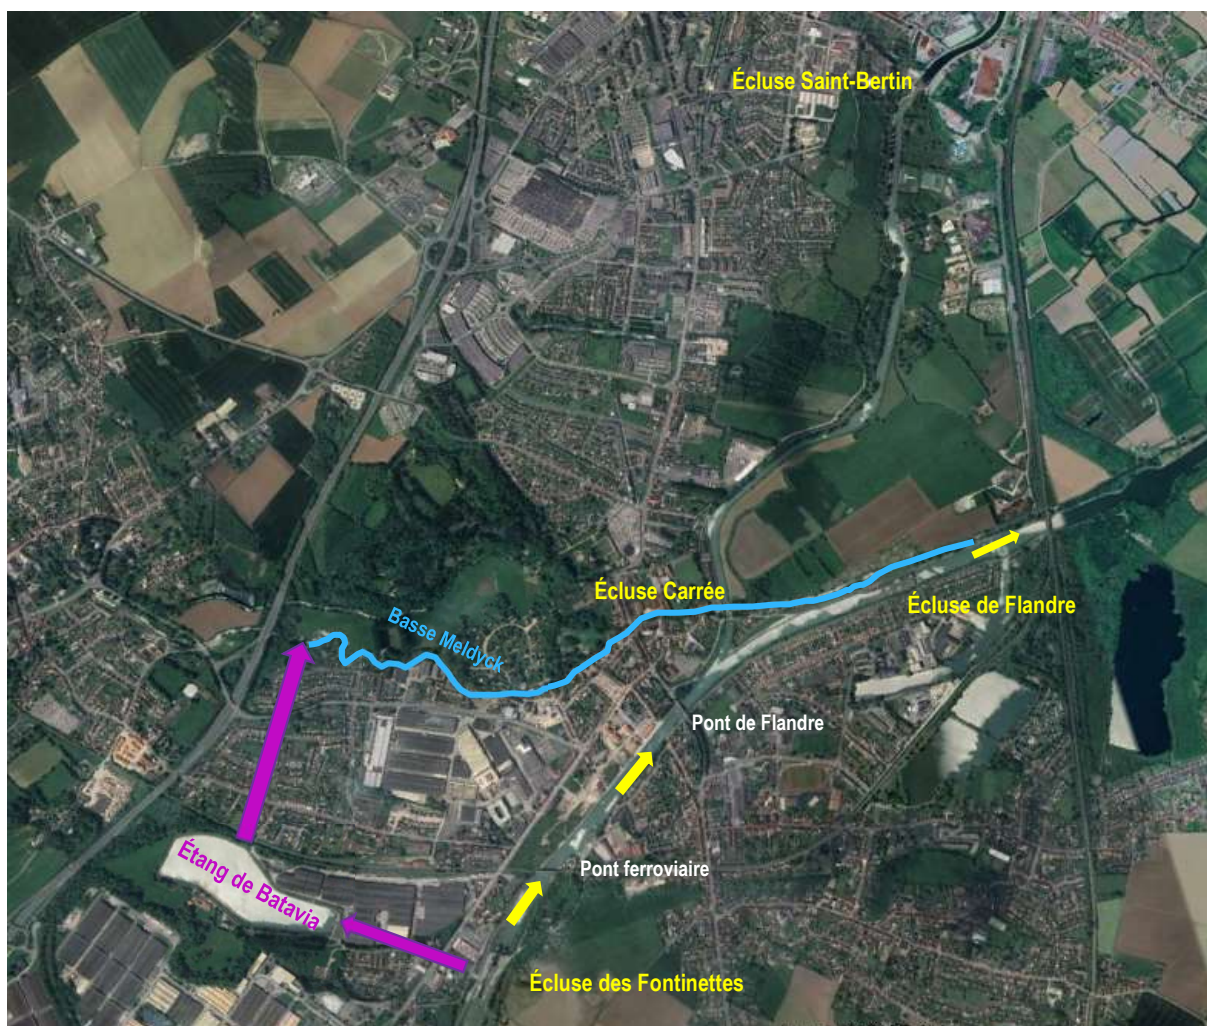 Écluse Saint-Bertin
Écluse Carrée
Écluse de Flandre
Basse Meldyck
Pont de Flandre
Étang de Batavia
Pont ferroviaire
Écluse des Fontinettes